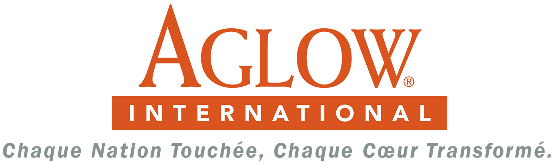 AGLOW®
INTERNATIONAL
Chaque Nation Touchée, Chaque Cœur Transformé